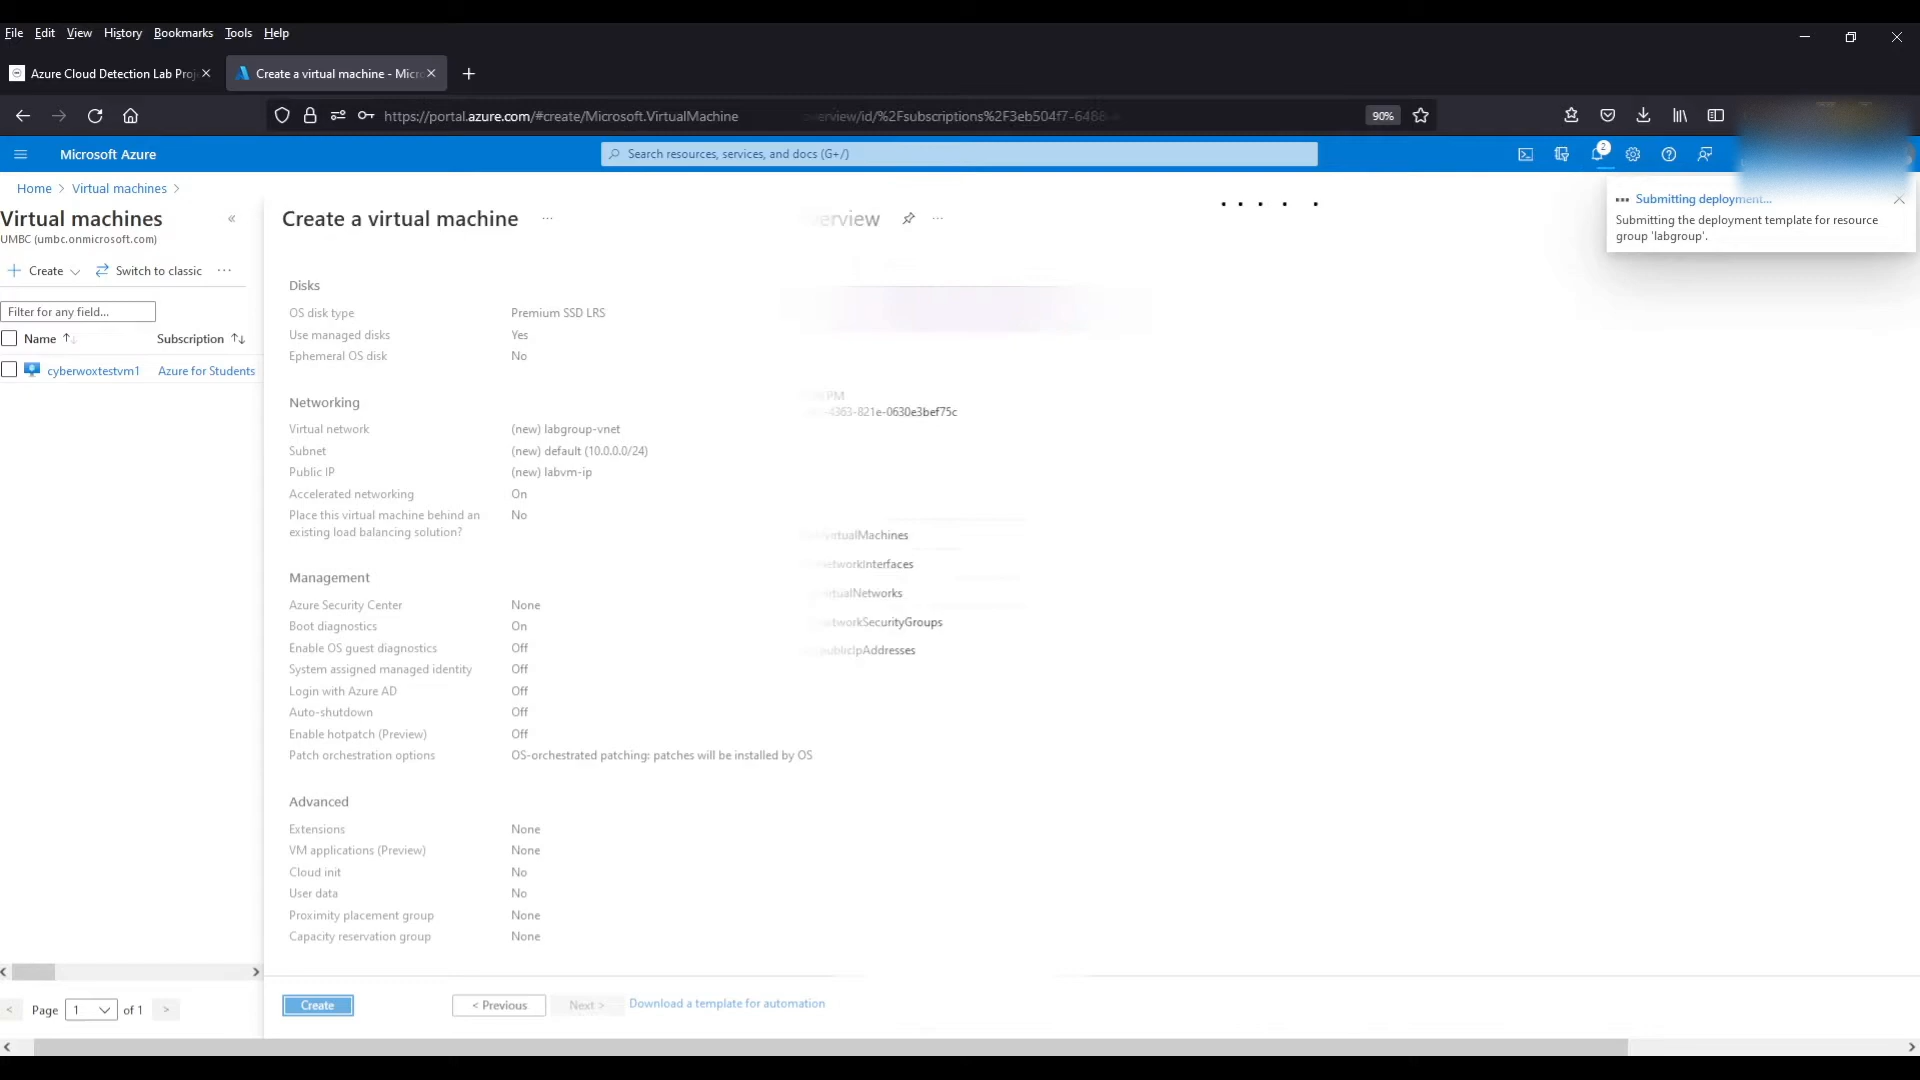 File Edit View History Bookmarks Tools Help
Azure Cloud Detection Lab Proj
Create a virtual machine - Micr
https://portal.azure.com/#create/Microsoft.VirtualMachine
90%
Microsoft Azure
Search resources, services, and docs (G+/)
2
Home > Virtual machines >
Virtual machines
UMBC (umbc.onmicrosoft.com)
+ Create
Switch to classic ...
Filter for any field...
Name
Subscription
cyberwoxtestvm1
Azure for Students
< Page 1 of 1 >
Create a virtual machine ...
Disks
OS disk type Premium SSD LRS
Use managed disks Yes
Ephemeral OS disk No
Networking
Virtual network (new) labgroup-vnet
Subnet (new) default (10.0.0.0/24)
Public IP (new) labvm-ip
Accelerated networking On
Place this virtual machine behind an No
existing load balancing solution?
Management
Azure Security Center None
Boot diagnostics On
Enable OS guest diagnostics Off
System assigned managed identity Off
Login with Azure AD Off
Auto-shutdown Off
Enable hotpatch (Preview) Off
Patch orchestration options OS-orchestrated patching: patches will be installed by OS
Advanced
Extensions None
VM applications (Preview) None
Cloud init No
User data No
Proximity placement group None
Capacity reservation group None
Create
< Previous
Next >
Download a template for automation
PM
-4363-821e-0630e3bef75c
Submitting deployment...
Submitting the deployment template for resource
group 'labgroup'.